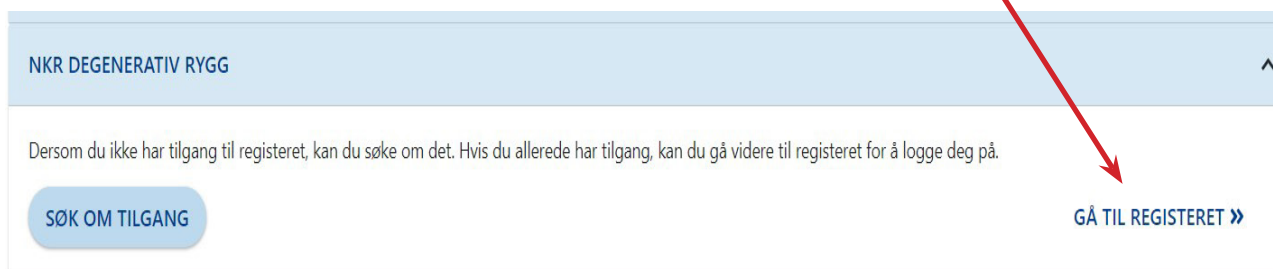 NKR DEGENERATIV RYGG
Dersom du ikke har tilgang til registeret, kan du søke om det. Hvis du allerede har tilgang, kan du gå videre til registeret for å logge deg på.
SØK OM TILGANG
GÅ TIL REGISTERET »